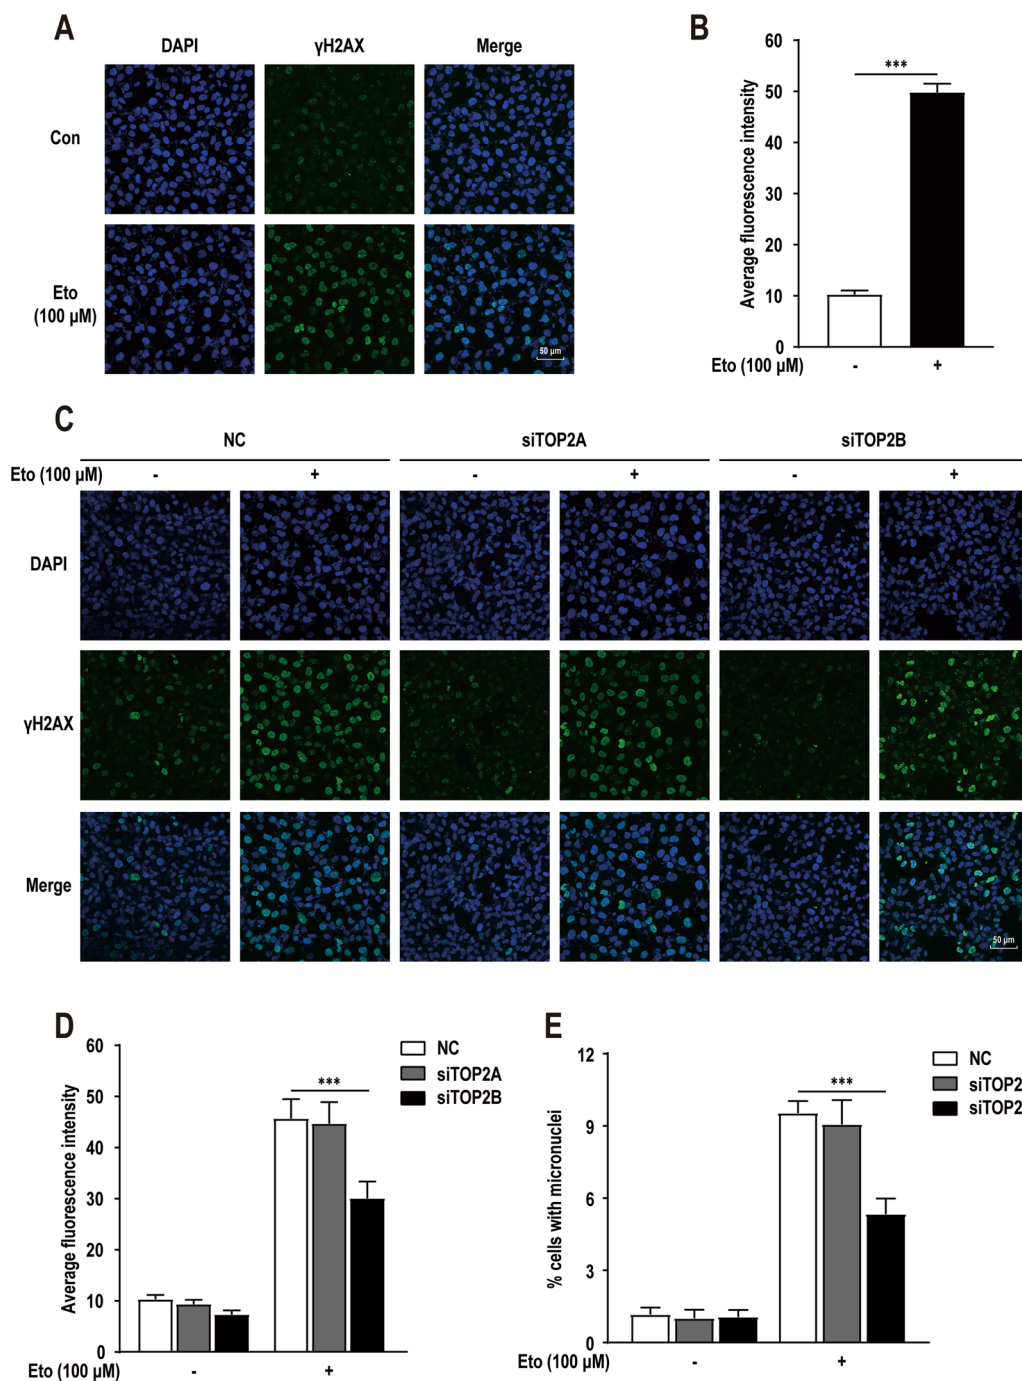 A
DAPI γH2AX Merge
Con
Eto
(100 μM)
50 μm
B
Average fluorescence intensity
60
50
40
30
20
10
0
***
Eto (100 μM) - +
C
NC siTOP2A siTOP2B
Eto (100 μM) - + - + - +
DAPI
γH2AX
Merge
50 μm
D
Average fluorescence intensity
60
50
40
30
20
10
0
***
NC
siTOP2A
siTOP2B
Eto (100 μM) - +
E
% cells with micronuclei
12
9
6
3
0
***
NC
siTOP2
siTOP2
Eto (100 μM) - +